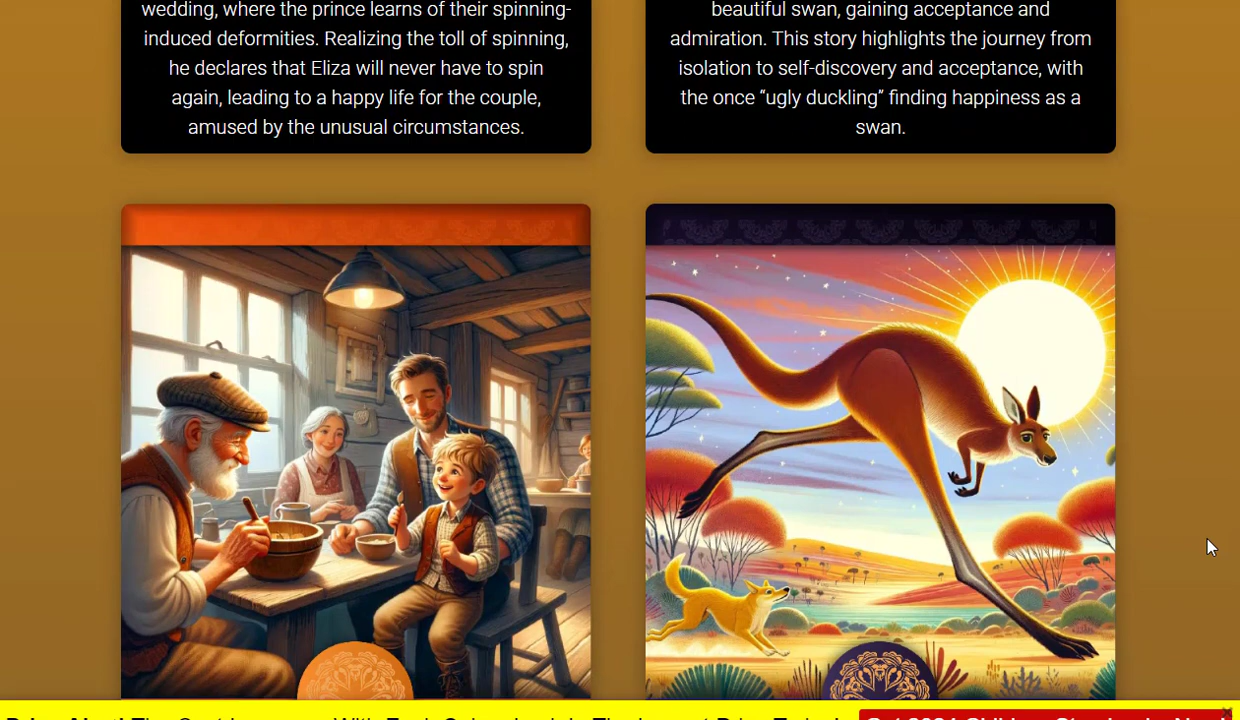 wedding, where the prince learns of their spinning-
induced deformities. Realizing the toll of spinning,
he declares that Eliza will never have to spin
again, leading to a happy life for the couple,
amused by the unusual circumstances.
beautiful swan, gaining acceptance and
admiration. This story highlights the journey from
isolation to self-discovery and acceptance, with
the once “ugly duckling” finding happiness as a
swan.